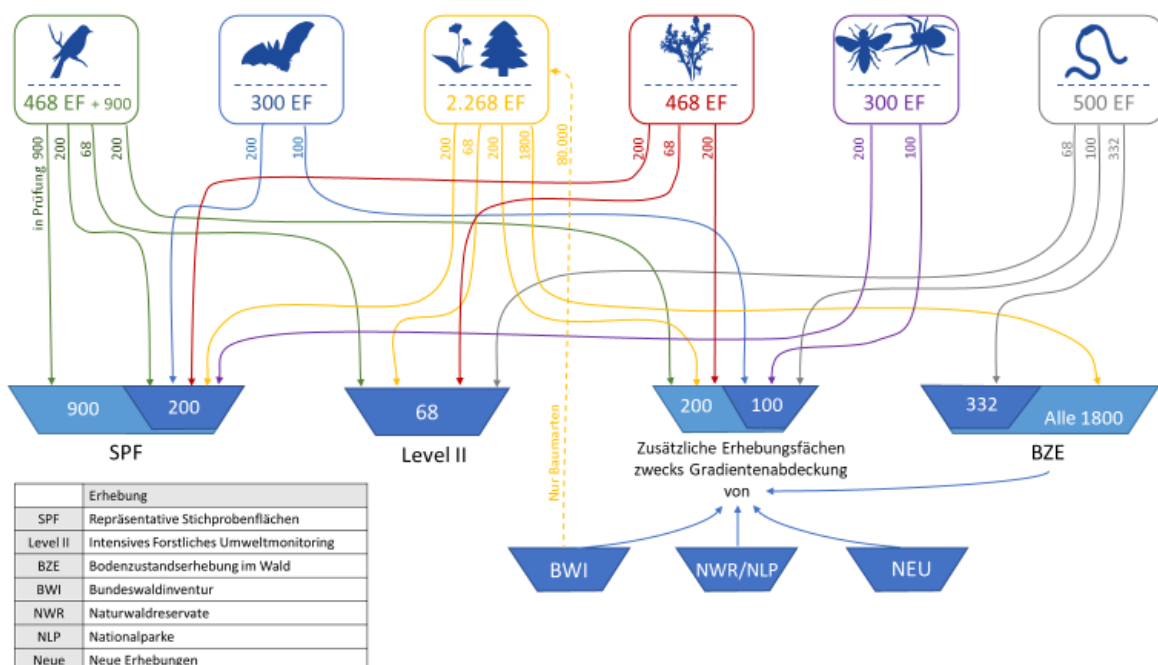 468 EF + 900
300 EF
2.268 EF
468 EF
300 EF
500 EF
in Prüfung 900
200
68
200
200
100
200
68
200
1800
80.000
200
68
200
200
100
68
100
332
900
200
68
200
100
332
Alle 1800
SPF
Level II
Zusätzliche Erhebungsfächen
zwecks Gradientenabdeckung
von
BZE
Nur Baumarten
BWI
NWR/NLP
NEU
Erhebung
SPF Repräsentative Stichprobenflächen
Level II Intensives Forstliches Umweltmonitoring
BZE Bodenzustandserhebung im Wald
BWI Bundeswaldinventur
NWR Naturwaldreservate
NLP Nationalparke
Neue Neue Erhebungen